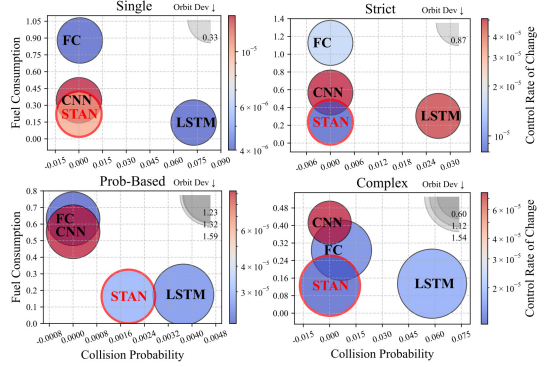 Single
Orbit Dev ↓
0.33
Fuel Consumption
1.05
0.90
0.75
0.60
0.45
0.30
0.15
0.00
FC
CNN
STAN
LSTM
-0.015
0.000
0.015
0.030
0.045
0.060
0.075
0.090
10⁻⁵
6 × 10⁻⁶
4 × 10⁻⁶
Strict
Orbit Dev ↓
0.87
1.4
1.2
1.0
0.8
0.6
0.4
0.2
0.0
FC
CNN
STAN
LSTM
-0.006
0.000
0.006
0.012
0.018
0.024
0.030
4 × 10⁻⁵
3 × 10⁻⁵
2 × 10⁻⁵
10⁻⁵
Control Rate of Change
Prob-Based
Orbit Dev ↓
1.23
1.32
1.59
Fuel Consumption
0.8
0.7
0.6
0.5
0.4
0.3
0.2
0.1
0.0
FC
CNN
STAN
LSTM
-0.0008
0.0000
0.0008
0.0016
0.0024
0.0032
0.0040
0.0048
Collision Probability
3 × 10⁻⁵
Complex
Orbit Dev ↓
0.60
1.12
1.54
0.48
0.40
0.32
0.24
0.16
0.08
0.00
CNN
FC
STAN
LSTM
-0.015
0.000
0.015
0.030
0.045
0.060
0.075
Collision Probability
6 × 10⁻⁵
4 × 10⁻⁵
3 × 10⁻⁵
2 × 10⁻⁵
Control Rate of Change